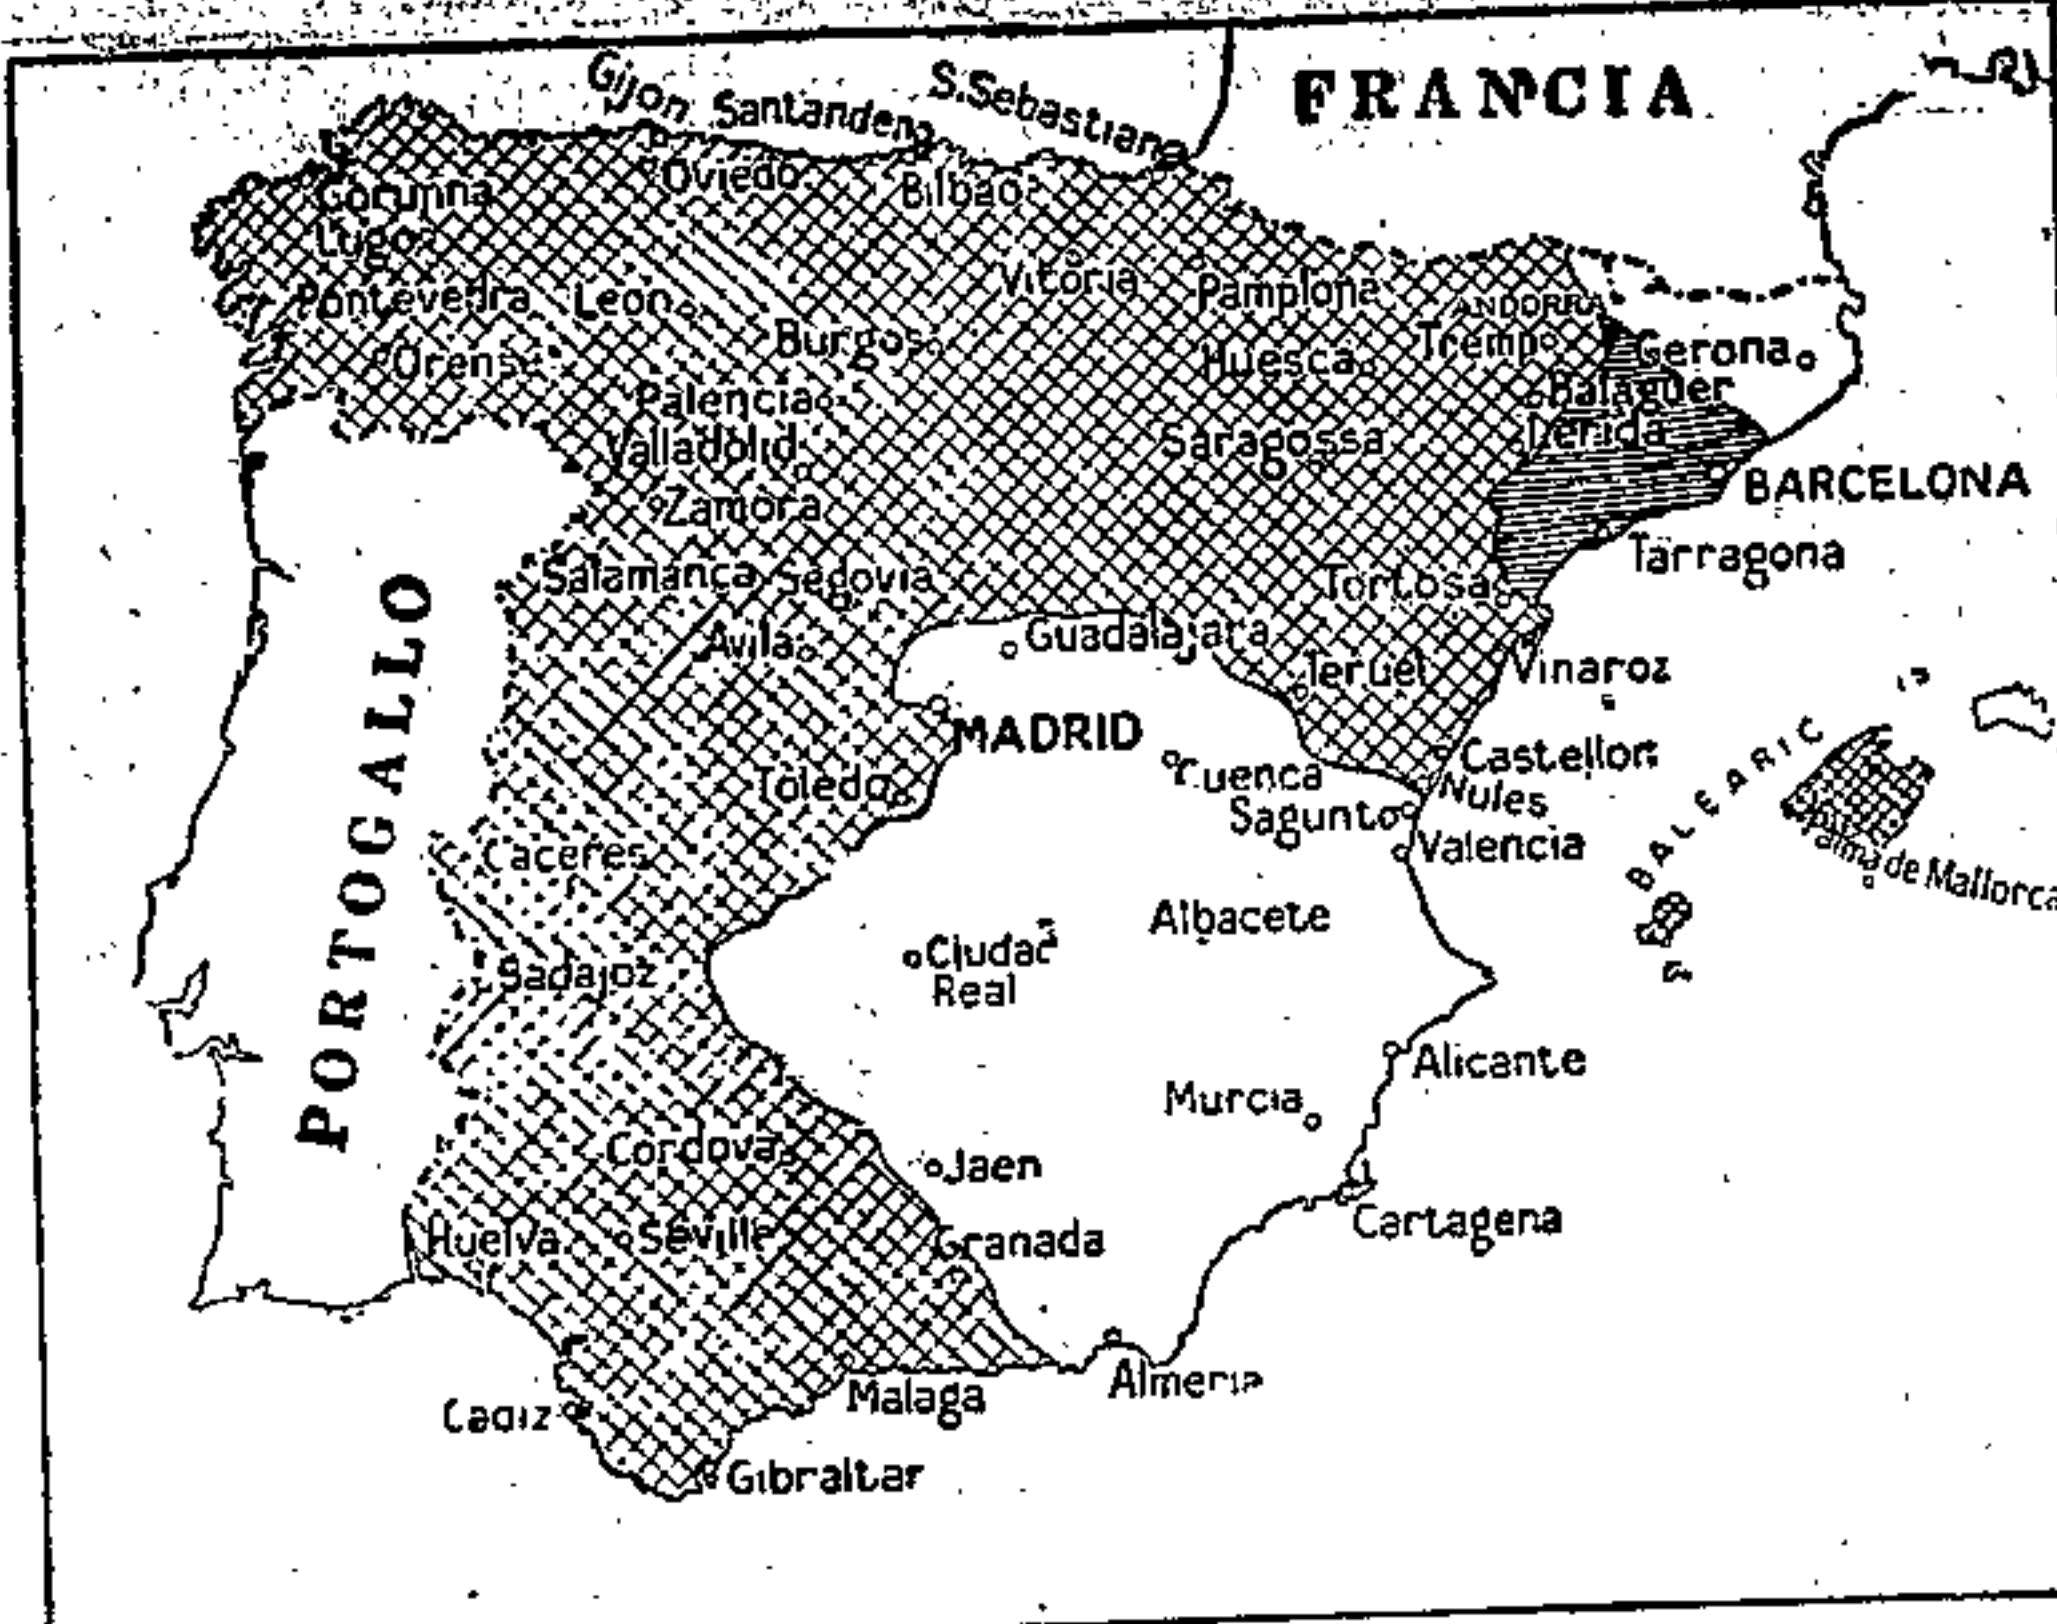 FRANCIA
Gijon
Santander
S.Sebastiano
Corunna
Oviedo
Bilbao
Lugo
Pontevedra
Leon
Vitoria
Pamplona
ANDORRA
Orense
Burgos
Huesca
Tremp
Gerona
Palencia
Balaguer
Valladolid
Saragossa
Lerida
BARCELONA
Zamora
Tarragona
Salamanca
Segovia
Tortosa
Avila
Guadalajara
Teruel
Vinaroz
PORTOGALLO
MADRID
Castellon
Toledo
Cuenca
Nules
Sagunto
Valencia
BALEARIC
Palma de Mallorca
Caceres
Albacete
Badajoz
Ciudad
Real
Alicante
Murcia
Cordova
Jaen
Cartagena
Huelva
Seville
Granada
Almeria
Malaga
Cadiz
Gibraltar